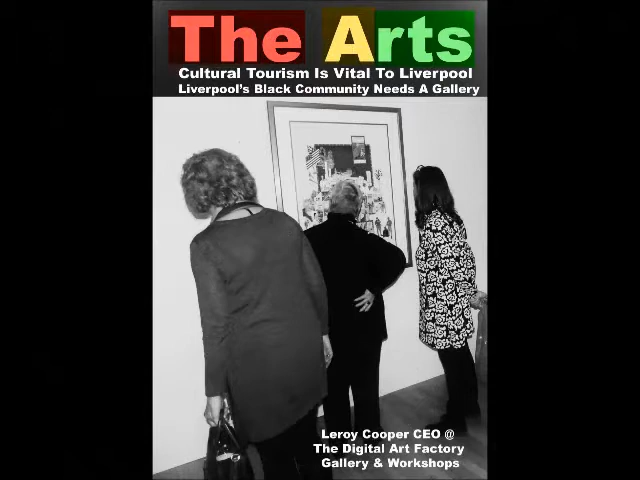 The Arts
Cultural Tourism Is Vital To Liverpool
Liverpool's Black Community Needs A Gallery
Leroy Cooper CEO @
The Digital Art Factory
Gallery & Workshops